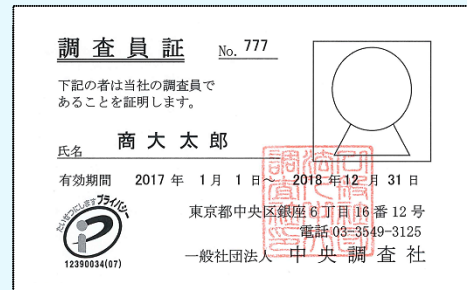 調査員証 No. 777
下記の者は当社の調査員で
あることを証明します。
氏名 商大太郎
有効期間 2017 年 1 月 1 日～ 2018 年 12 月 31 日
たいせつにしますプライバシー
12390034(07)
東京都中央区銀座 6 丁目 16 番 12 号
電話 03-3549-3125
一般社団法人 中央調査社